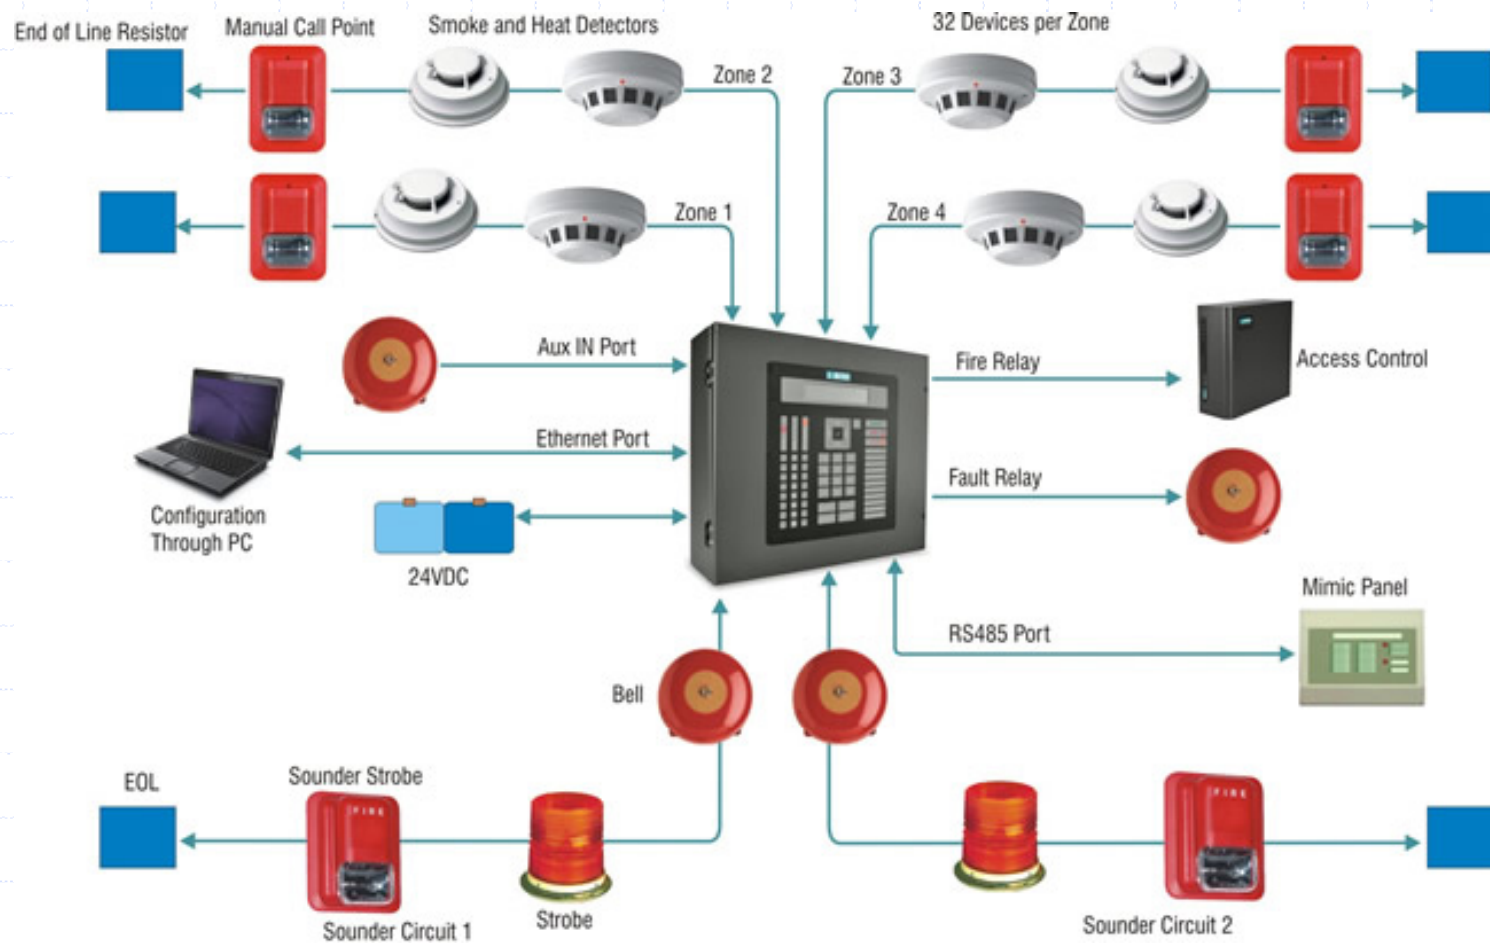 End of Line Resistor
Manual Call Point
Smoke and Heat Detectors
32 Devices per Zone
Zone 2
Zone 3
Zone 1
Zone 4
Aux IN Port
Fire Relay
Access Control
Ethernet Port
Configuration
Through PC
Fault Relay
24VDC
Mimic Panel
RS485 Port
Bell
EOL
Sounder Strobe
FIRE
FIRE
Strobe
Sounder Circuit 1
Sounder Circuit 2